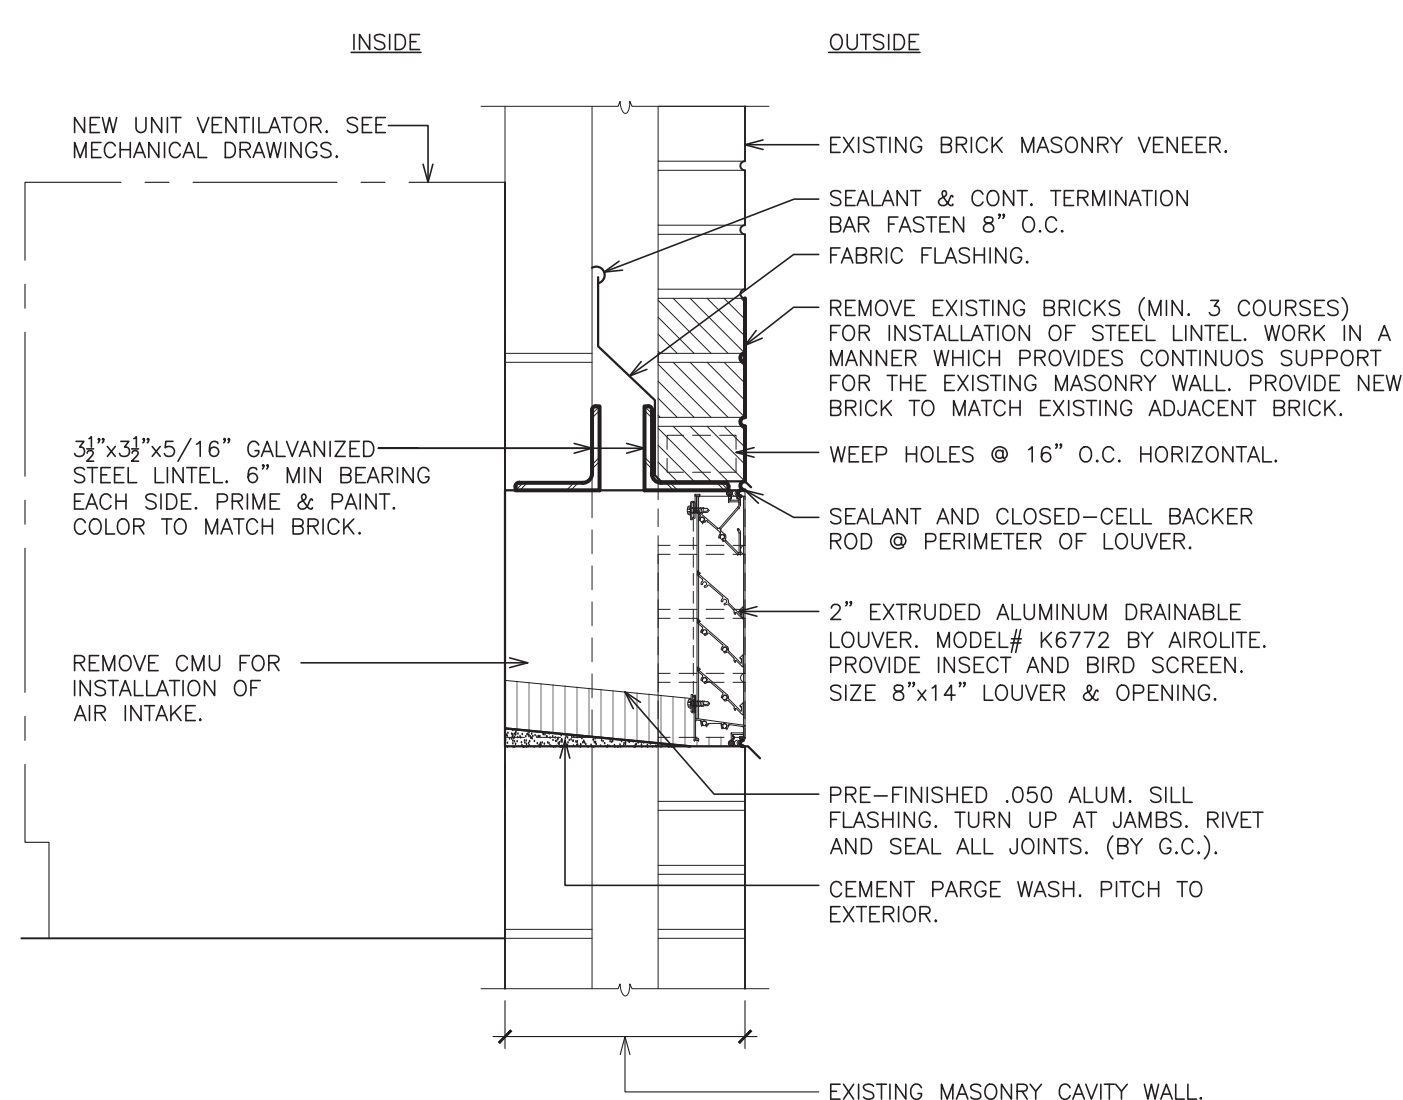 INSIDE
OUTSIDE
NEW UNIT VENTILATOR. SEE
MECHANICAL DRAWINGS.
EXISTING BRICK MASONRY VENEER.
SEALANT & CONT. TERMINATION
BAR FASTEN 8" O.C.
FABRIC FLASHING.
REMOVE EXISTING BRICKS (MIN. 3 COURSES)
FOR INSTALLATION OF STEEL LINTEL. WORK IN A
MANNER WHICH PROVIDES CONTINUOS SUPPORT
FOR THE EXISTING MASONRY WALL. PROVIDE NEW
BRICK TO MATCH EXISTING ADJACENT BRICK.
3½"x3½"x5/16" GALVANIZED
STEEL LINTEL. 6" MIN BEARING
EACH SIDE. PRIME & PAINT.
COLOR TO MATCH BRICK.
WEEP HOLES @ 16" O.C. HORIZONTAL.
SEALANT AND CLOSED-CELL BACKER
ROD @ PERIMETER OF LOUVER.
2" EXTRUDED ALUMINUM DRAINABLE
LOUVER. MODEL# K6772 BY AIROLITE.
PROVIDE INSECT AND BIRD SCREEN.
SIZE 8"x14" LOUVER & OPENING.
REMOVE CMU FOR
INSTALLATION OF
AIR INTAKE.
PRE-FINISHED .050 ALUM. SILL
FLASHING. TURN UP AT JAMBS. RIVET
AND SEAL ALL JOINTS. (BY G.C.).
CEMENT PARGE WASH. PITCH TO
EXTERIOR.
EXISTING MASONRY CAVITY WALL.